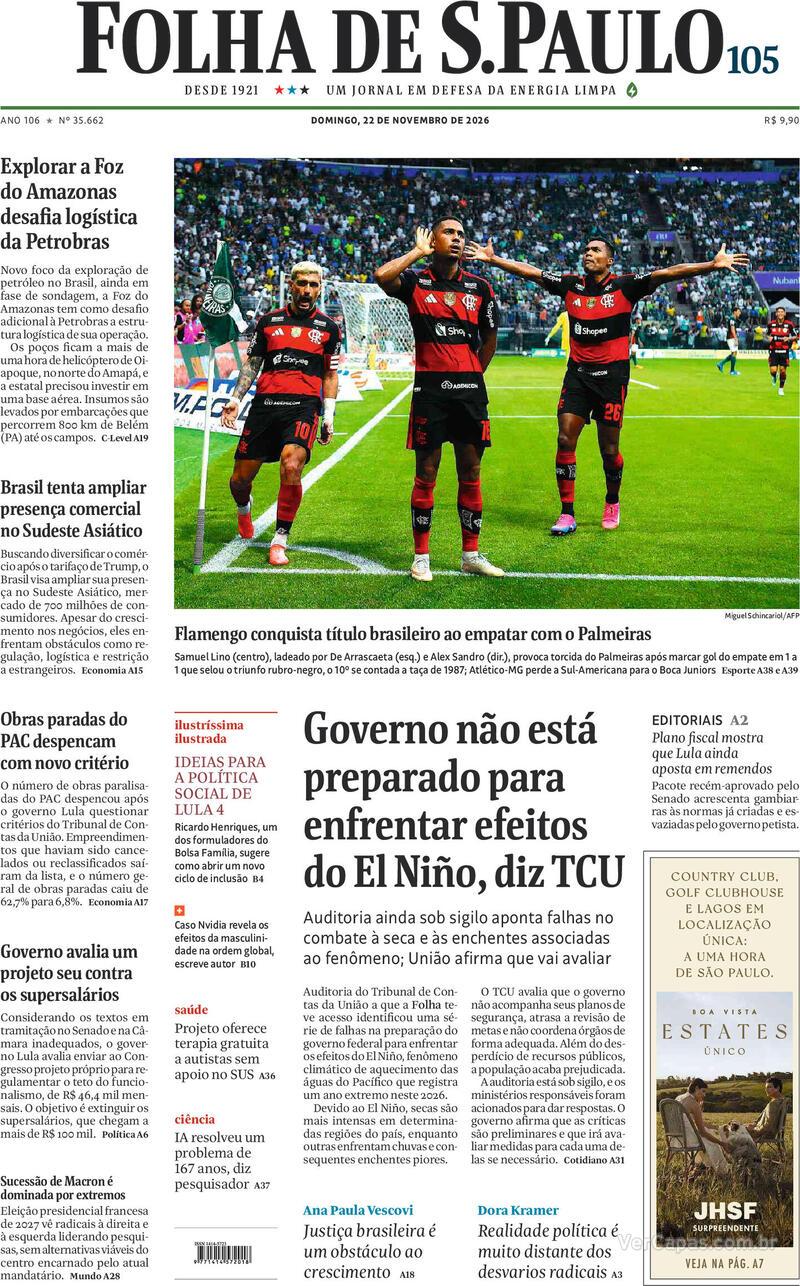 FOLHA DE S.PAULO
105
DESDE 1921 ★★★ UM JORNAL EM DEFESA DA ENERGIA LIMPA
ANO 106 ★ Nº 35.662
DOMINGO, 22 DE NOVEMBRO DE 2026
R$ 9,90
Explorar a Foz
do Amazonas
desafia logística
da Petrobras
Novo foco da exploração de
petróleo no Brasil, ainda em
fase de sondagem, a Foz do
Amazonas tem como desafio
adicional à Petrobras a estru-
tura logística de sua operação.
Os poços ficam a mais de
uma hora de helicóptero de Oi-
apoque, no norte do Amapá, e
a estatal precisou investir em
uma base aérea. Insumos são
levados por embarcações que
percorrem 800 km de Belém
(PA) até os campos. C-Level A19
Brasil tenta ampliar
presença comercial
no Sudeste Asiático
Buscando diversificar o comér-
cio após o tarifaço de Trump, o
Brasil visa ampliar sua presen-
ça no Sudeste Asiático, mer-
cado de 700 milhões de con-
sumidores. Apesar do cresci-
mento nos negócios, eles en-
frentam obstáculos como re-
gulação, logística e restrição
a estrangeiros. Economia A15
Obras paradas do
PAC despencam
com novo critério
O número de obras paralisa-
das do PAC despencou após
o governo Lula questionar
critérios do Tribunal de Con-
tas da União. Empreendimen-
tos que haviam sido cance-
lados ou reclassificados saí-
ram da lista, e o número ge-
ral de obras paradas caiu de
62,7% para 6,8%. Economia A17
Governo avalia um
projeto seu contra
os supersalários
Considerando os textos em
tramitação no Senado e na Câ-
mara inadequados, o gover-
no Lula avalia enviar ao Con-
gresso projeto próprio para re-
gulamentar o teto do funcio-
nalismo, de R$ 46,4 mil men-
sais. O objetivo é extinguir os
supersalários, que chegam a
mais de R$ 100 mil. Política A6
Sucessão de Macron é
dominada por extremos
Eleição presidencial francesa
de 2027 vê radicais à direita e
à esquerda liderando pesqui-
sas, sem alternativas viáveis do
centro encarnado pelo atual
mandatário. Mundo A28
PALMEIRAS
Shopee
ADEMICON
10
Shopee
ADEMICON
Shopee
26
Nubank
Miguel Schincariol/AFP
Flamengo conquista título brasileiro ao empatar com o Palmeiras
Samuel Lino (centro), ladeado por De Arrascaeta (esq.) e Alex Sandro (dir.), provoca torcida do Palmeiras após marcar gol do empate em 1 a
1 que selou o triunfo rubro-negro, o 10º se contada a taça de 1987; Atlético-MG perde a Sul-Americana para o Boca Juniors Esporte A38 e A39
ilustríssima
ilustrada
IDEIAS PARA
A POLÍTICA
SOCIAL DE
LULA 4
Ricardo Henriques, um
dos formuladores do
Bolsa Família, sugere
como abrir um novo
ciclo de inclusão B4
Caso Nvidia revela os
efeitos da masculini-
dade na ordem global,
escreve autor B10
saúde
Projeto oferece
terapia gratuita
a autistas sem
apoio no SUS A36
ciência
IA resolveu um
problema de
167 anos, diz
pesquisador A37
ISSN 1414-5723
9 771414 572018
Governo não está
preparado para
enfrentar efeitos
do El Niño, diz TCU
Auditoria ainda sob sigilo aponta falhas no
combate à seca e às enchentes associadas
ao fenômeno; União afirma que vai avaliar
Auditoria do Tribunal de Con-
tas da União a que a Folha te-
ve acesso identificou uma sé-
rie de falhas na preparação do
governo federal para enfrentar
os efeitos do El Niño, fenômeno
climático de aquecimento das
águas do Pacífico que registra
um ano extremo neste 2026.
Devido ao El Niño, secas são
mais intensas em determina-
das regiões do país, enquanto
outras enfrentam chuvas e con-
sequentes enchentes piores.
O TCU avalia que o governo
não acompanha seus planos de
segurança, atrasa a revisão de
metas e não coordena órgãos de
forma adequada. Além do des-
perdício de recursos públicos,
a população acaba prejudicada.
A auditoria está sob sigilo, e os
ministérios responsáveis foram
acionados para dar respostas. O
governo afirma que as críticas
são preliminares e que irá ava-
liar medidas para cada uma de-
las se necessário. Cotidiano A31
Ana Paula Vescovi
Justiça brasileira é
um obstáculo ao
crescimento A18
Dora Kramer
Realidade política é
muito distante dos
desvarios radicais A3
EDITORIAIS A2
Plano fiscal mostra
que Lula ainda
aposta em remendos
Pacote recém-aprovado pelo
Senado acrescenta gambiar-
ras às normas já criadas e es-
vaziadas pelo governo petista.
COUNTRY CLUB,
GOLF CLUBHOUSE
E LAGOS EM
LOCALIZAÇÃO
ÚNICA:
A UMA HORA
DE SÃO PAULO.
BOA VISTA
ESTATES
ÚNICO
JHSF
SURPREENDENTE
VerCapas.com.br
VEJA NA PÁG. A7